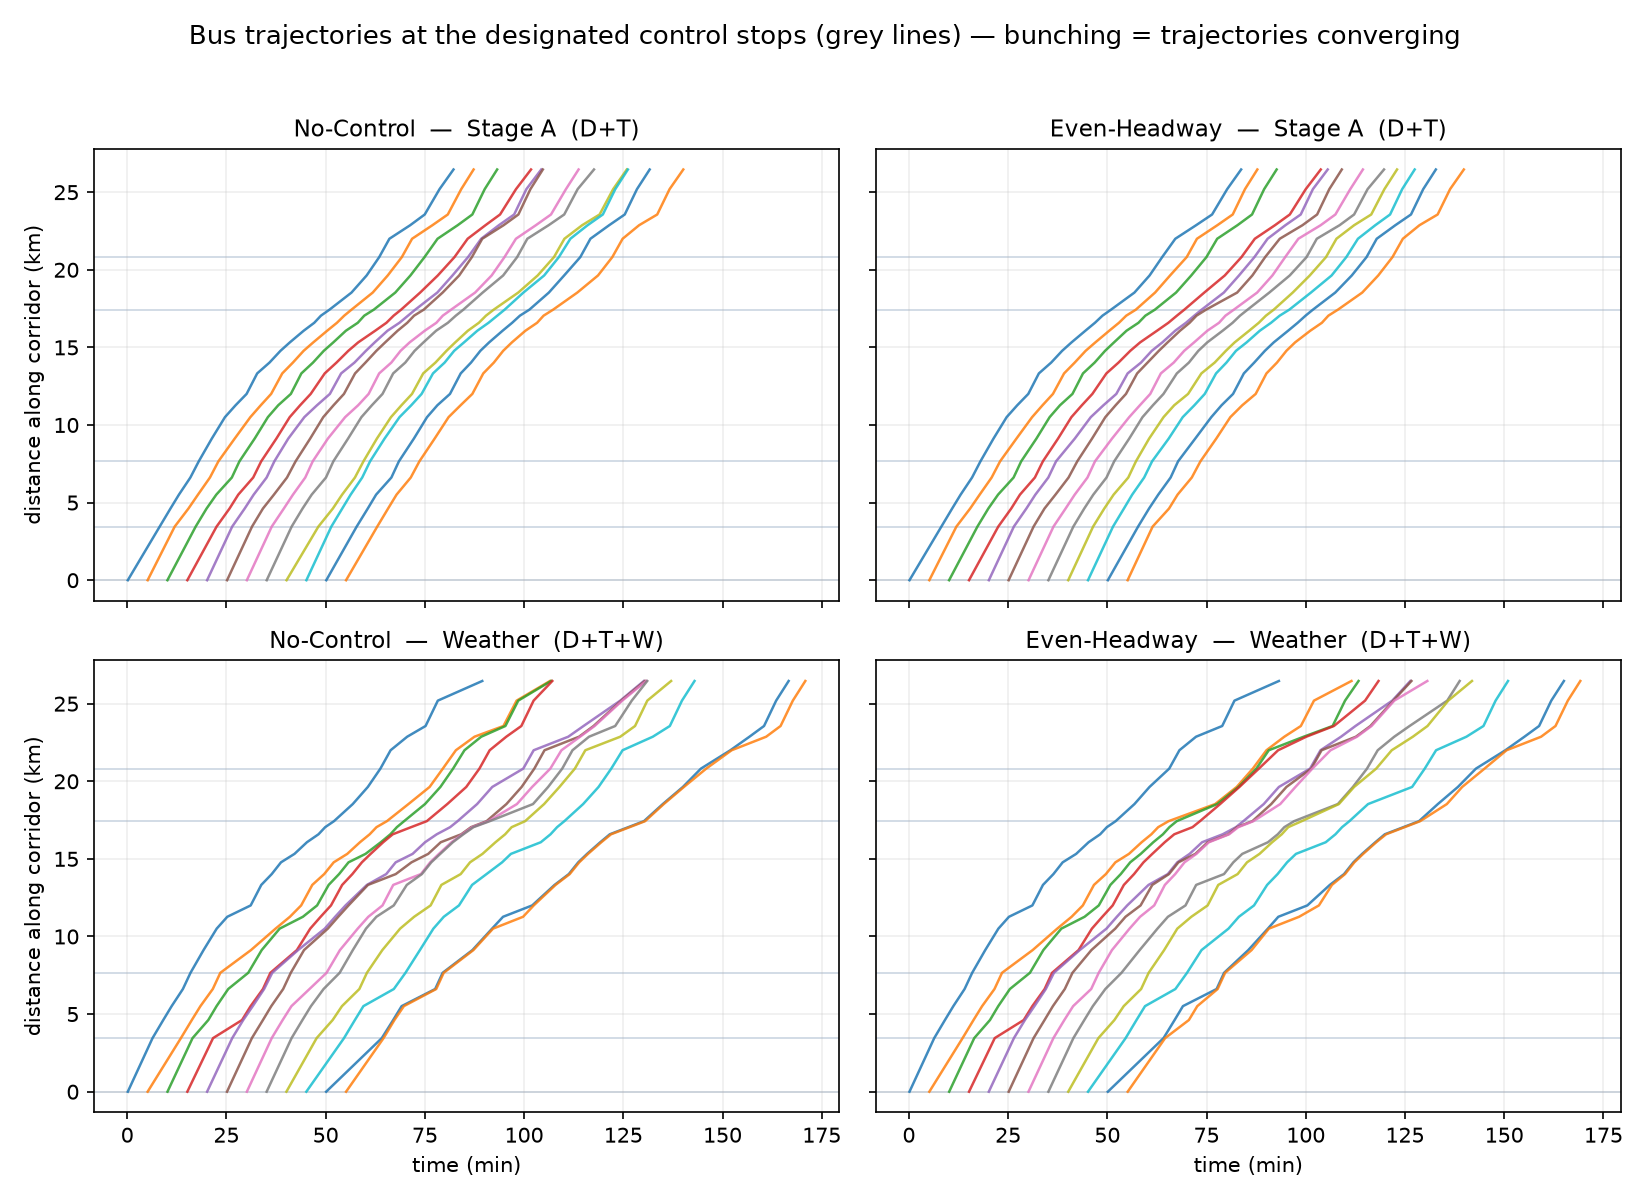 Bus trajectories at the designated control stops (grey lines) — bunching = trajectories converging
No-Control — Stage A (D+T)
Even-Headway — Stage A (D+T)
distance along corridor (km)
25
20
15
10
5
0
No-Control — Weather (D+T+W)
Even-Headway — Weather (D+T+W)
distance along corridor (km)
25
20
15
10
5
0
0 25 50 75 100 125 150 175
0 25 50 75 100 125 150 175
time (min)
time (min)